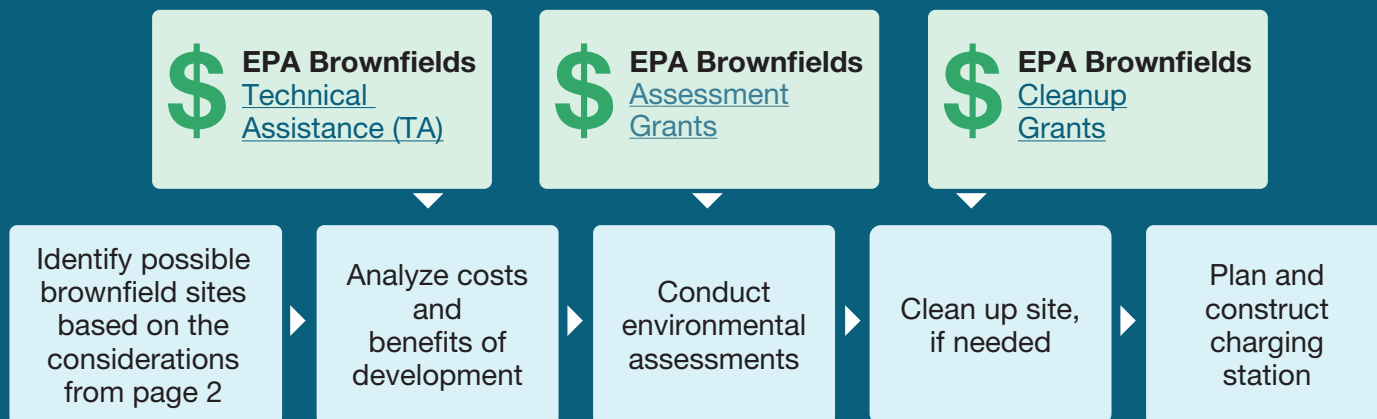 $
EPA Brownfields
Technical
Assistance (TA)
$
EPA Brownfields
Assessment
Grants
$
EPA Brownfields
Cleanup
Grants
Identify possible
brownfield sites
based on the
considerations
from page 2
Analyze costs
and
benefits of
development
Conduct
environmental
assessments
Clean up site,
if needed
Plan and
construct
charging
station